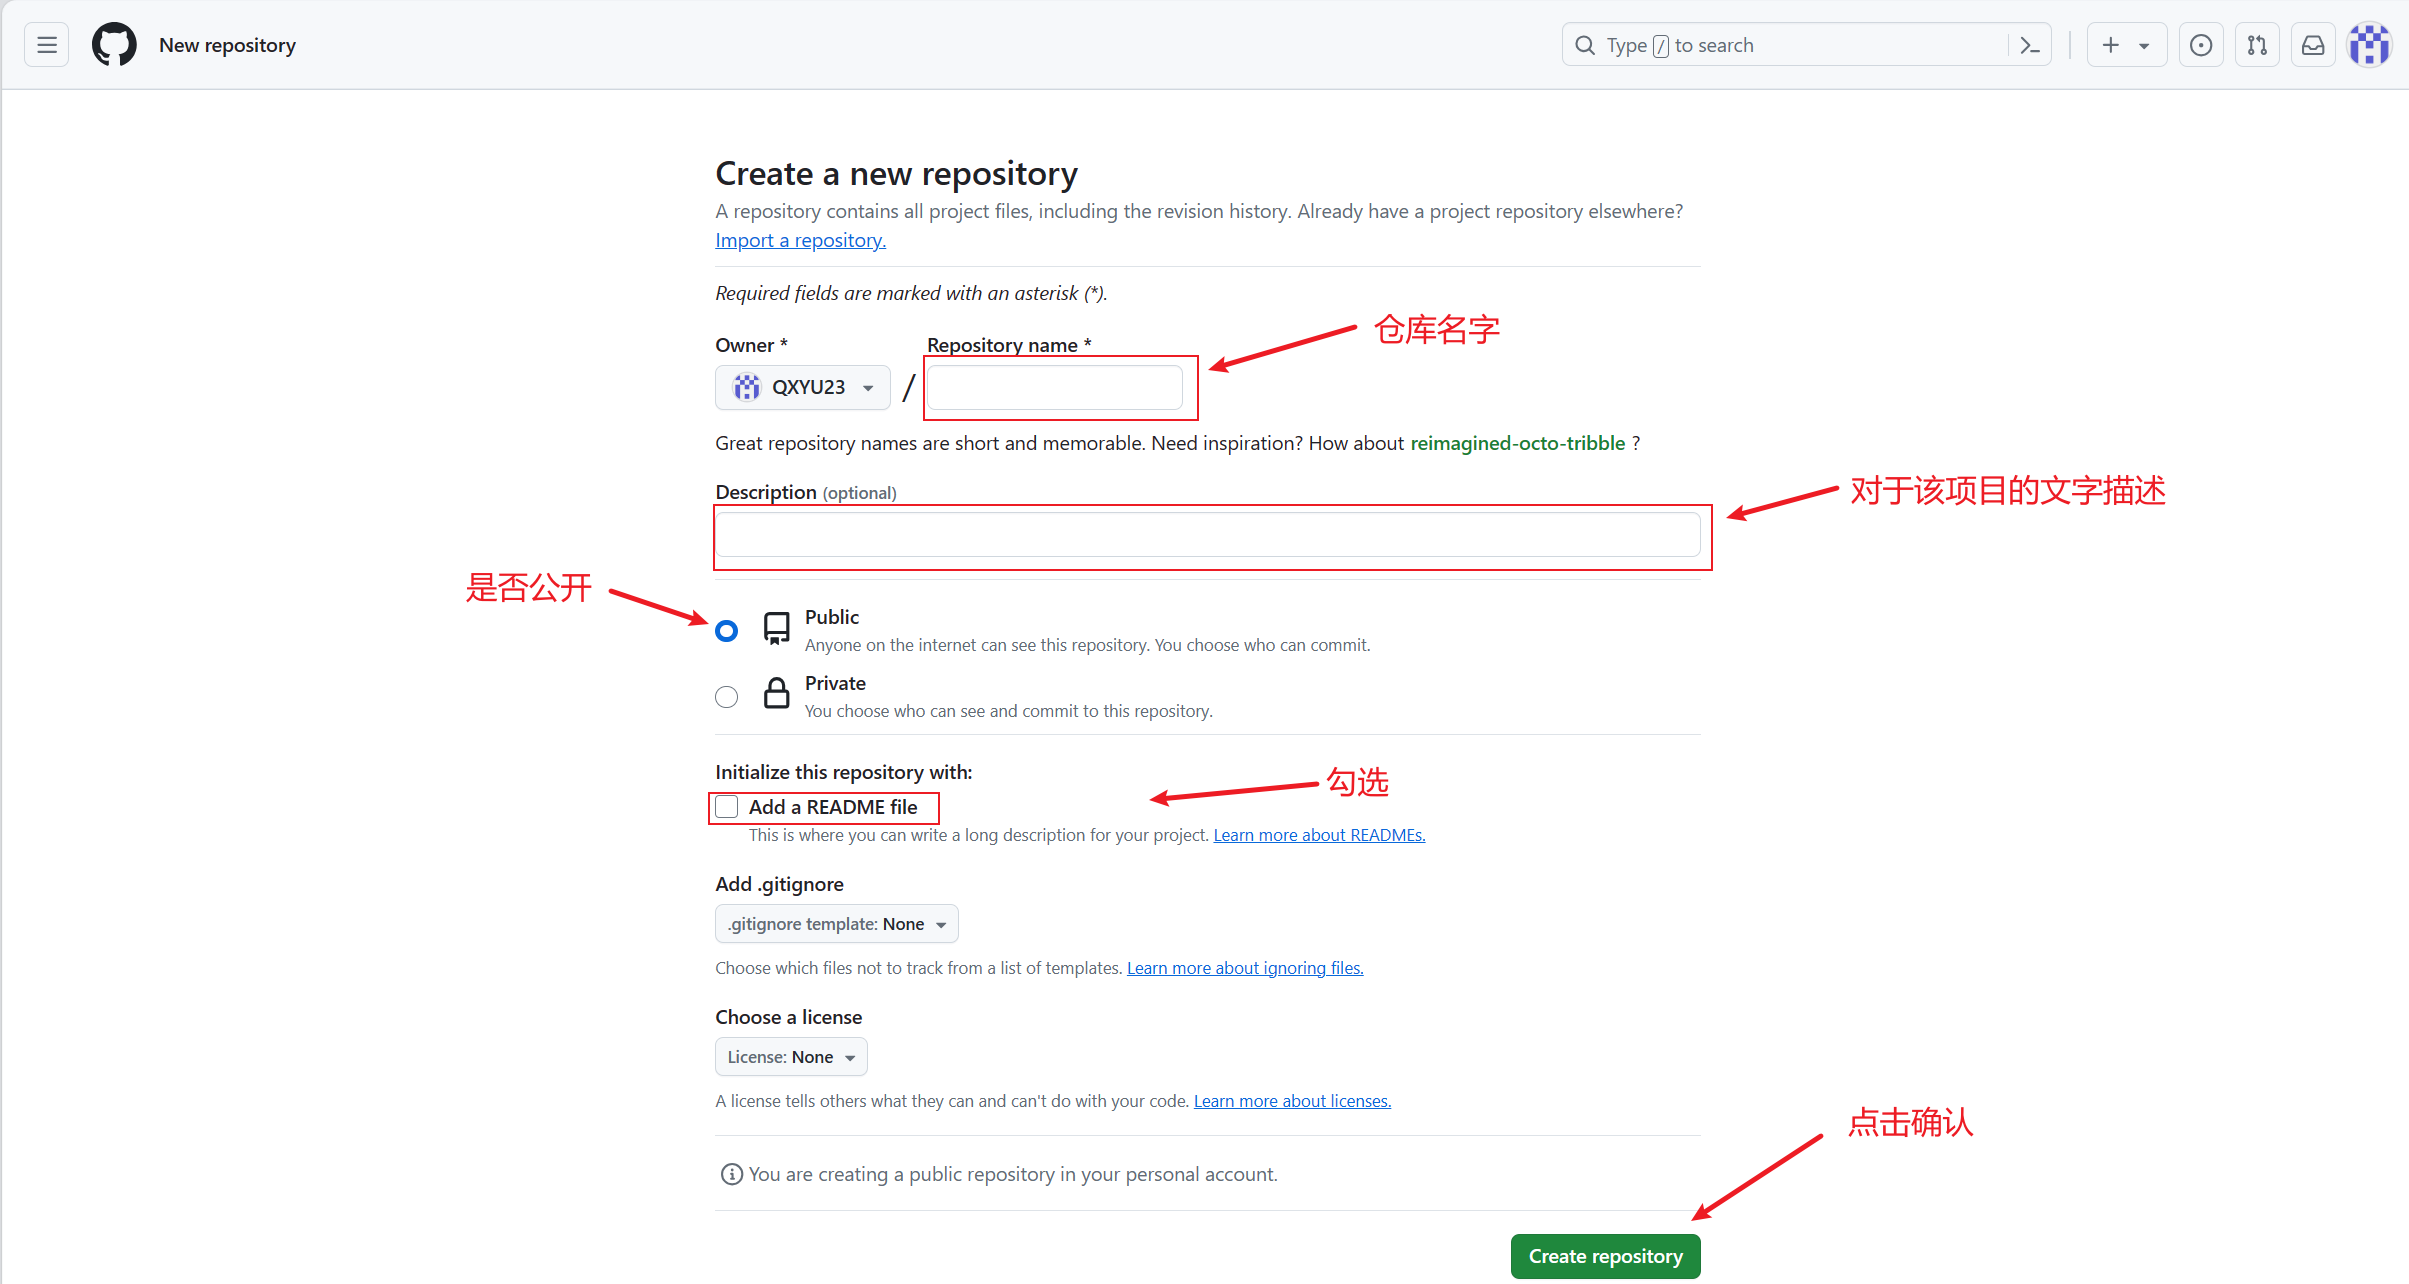 New repository
Type / to search
Create a new repository
A repository contains all project files, including the revision history. Already have a project repository elsewhere?
Import a repository.
Required fields are marked with an asterisk (*).
仓库名字
Owner *
Repository name *
QXYU23
/
Great repository names are short and memorable. Need inspiration? How about reimagined-octo-tribble ?
对于该项目的文字描述
Description (optional)
是否公开
Public
Anyone on the internet can see this repository. You choose who can commit.
Private
You choose who can see and commit to this repository.
Initialize this repository with:
勾选
Add a README file
This is where you can write a long description for your project. Learn more about READMEs.
Add .gitignore
.gitignore template: None
Choose which files not to track from a list of templates. Learn more about ignoring files.
Choose a license
License: None
A license tells others what they can and can't do with your code. Learn more about licenses.
点击确认
You are creating a public repository in your personal account.
Create repository